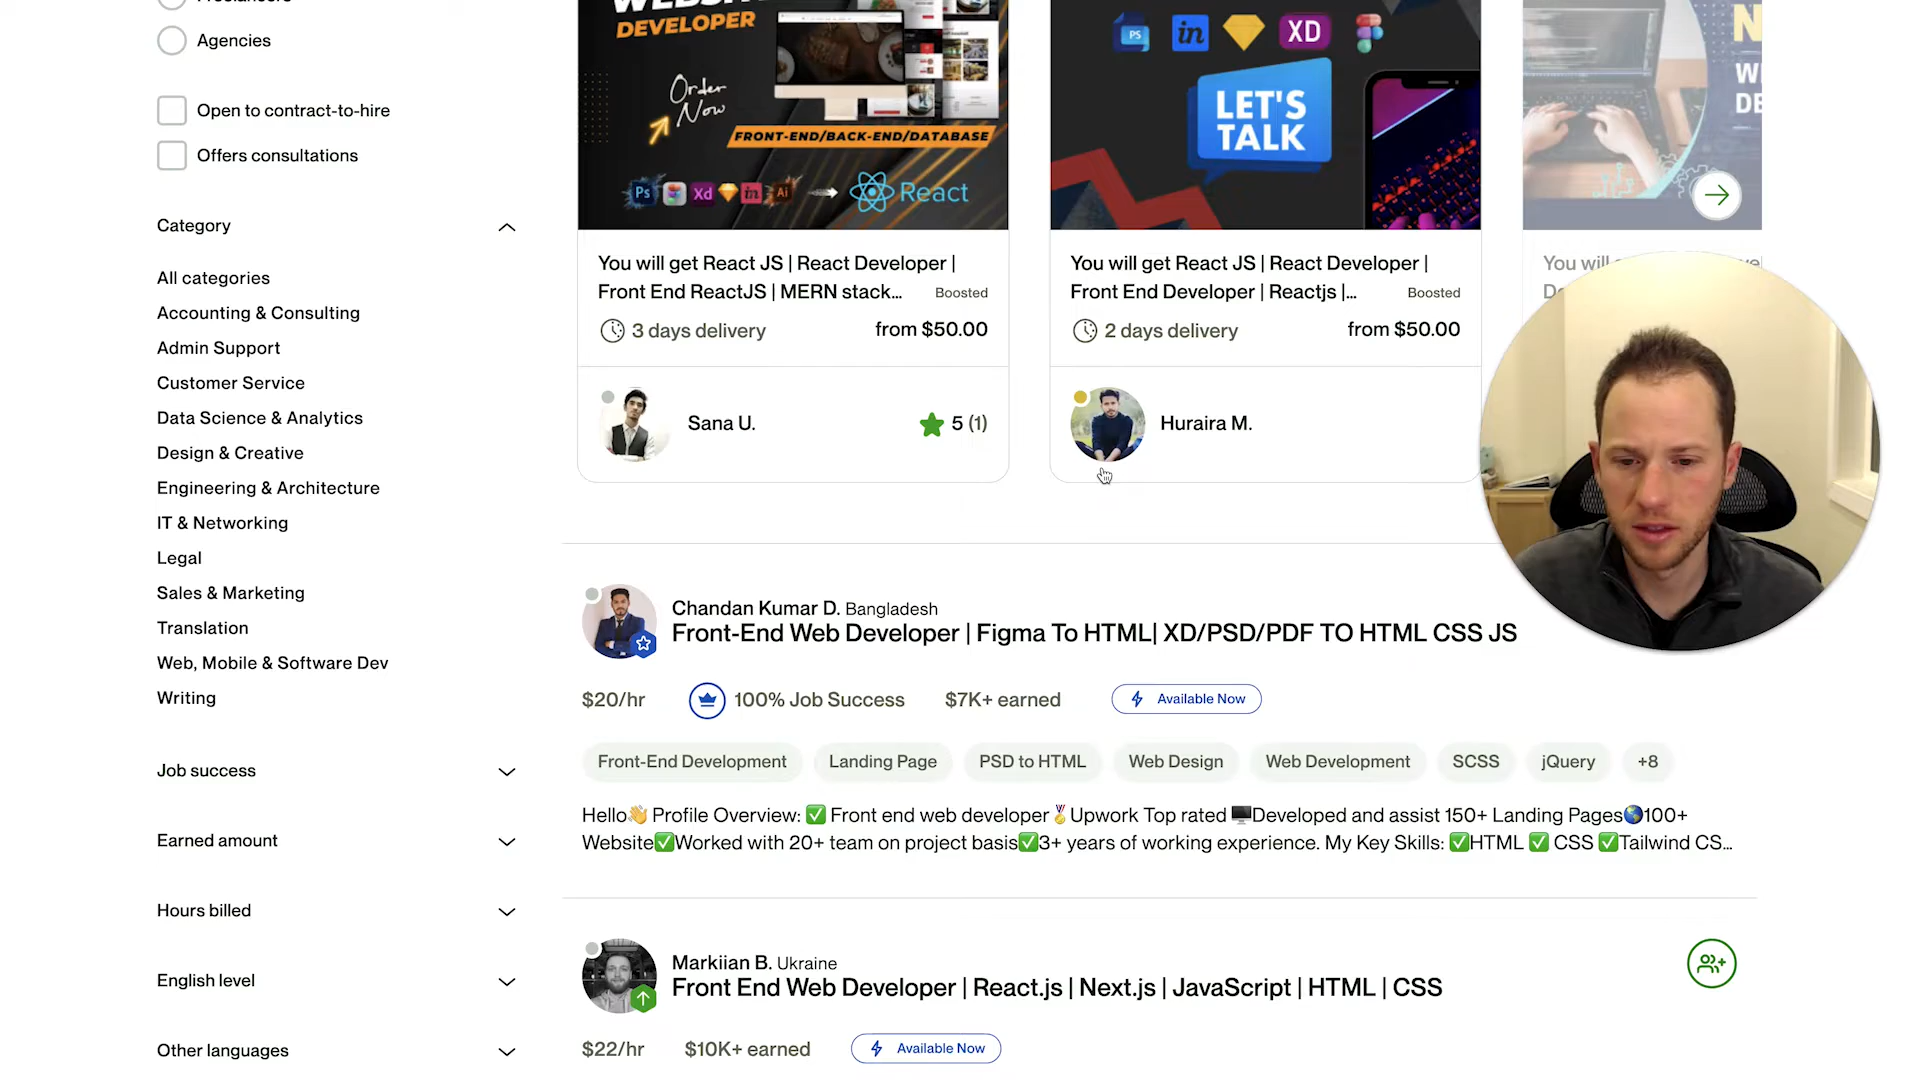 Agencies
Open to contract-to-hire
Offers consultations
Category
All categories
Accounting & Consulting
Admin Support
Customer Service
Data Science & Analytics
Design & Creative
Engineering & Architecture
IT & Networking
Legal
Sales & Marketing
Translation
Web, Mobile & Software Dev
Writing
Job success
Earned amount
Hours billed
English level
Other languages
DEVELOPER
Order
Now
FRONT-END/BACK-END/DATABASE
Ps Xd in Ai React
You will get React JS | React Developer |
Front End ReactJS | MERN stack... Boosted
3 days delivery from $50.00
Sana U. 5 (1)
PS in XD
LET'S
TALK
You will get React JS | React Developer |
Front End Developer | Reactjs |... Boosted
2 days delivery from $50.00
Huraira M.
You will
Chandan Kumar D. Bangladesh
Front-End Web Developer | Figma To HTML| XD/PSD/PDF TO HTML CSS JS
$20/hr 100% Job Success $7K+ earned Available Now
Front-End Development Landing Page PSD to HTML Web Design Web Development SCSS jQuery +8
Hello👋 Profile Overview: ✅ Front end web developer🏅Upwork Top rated 🖥️Developed and assist 150+ Landing Pages🌎100+
Website✅Worked with 20+ team on project basis✅3+ years of working experience. My Key Skills: ✅HTML ✅ CSS ✅Tailwind CS...
Markiian B. Ukraine
Front End Web Developer | React.js | Next.js | JavaScript | HTML | CSS
$22/hr $10K+ earned Available Now